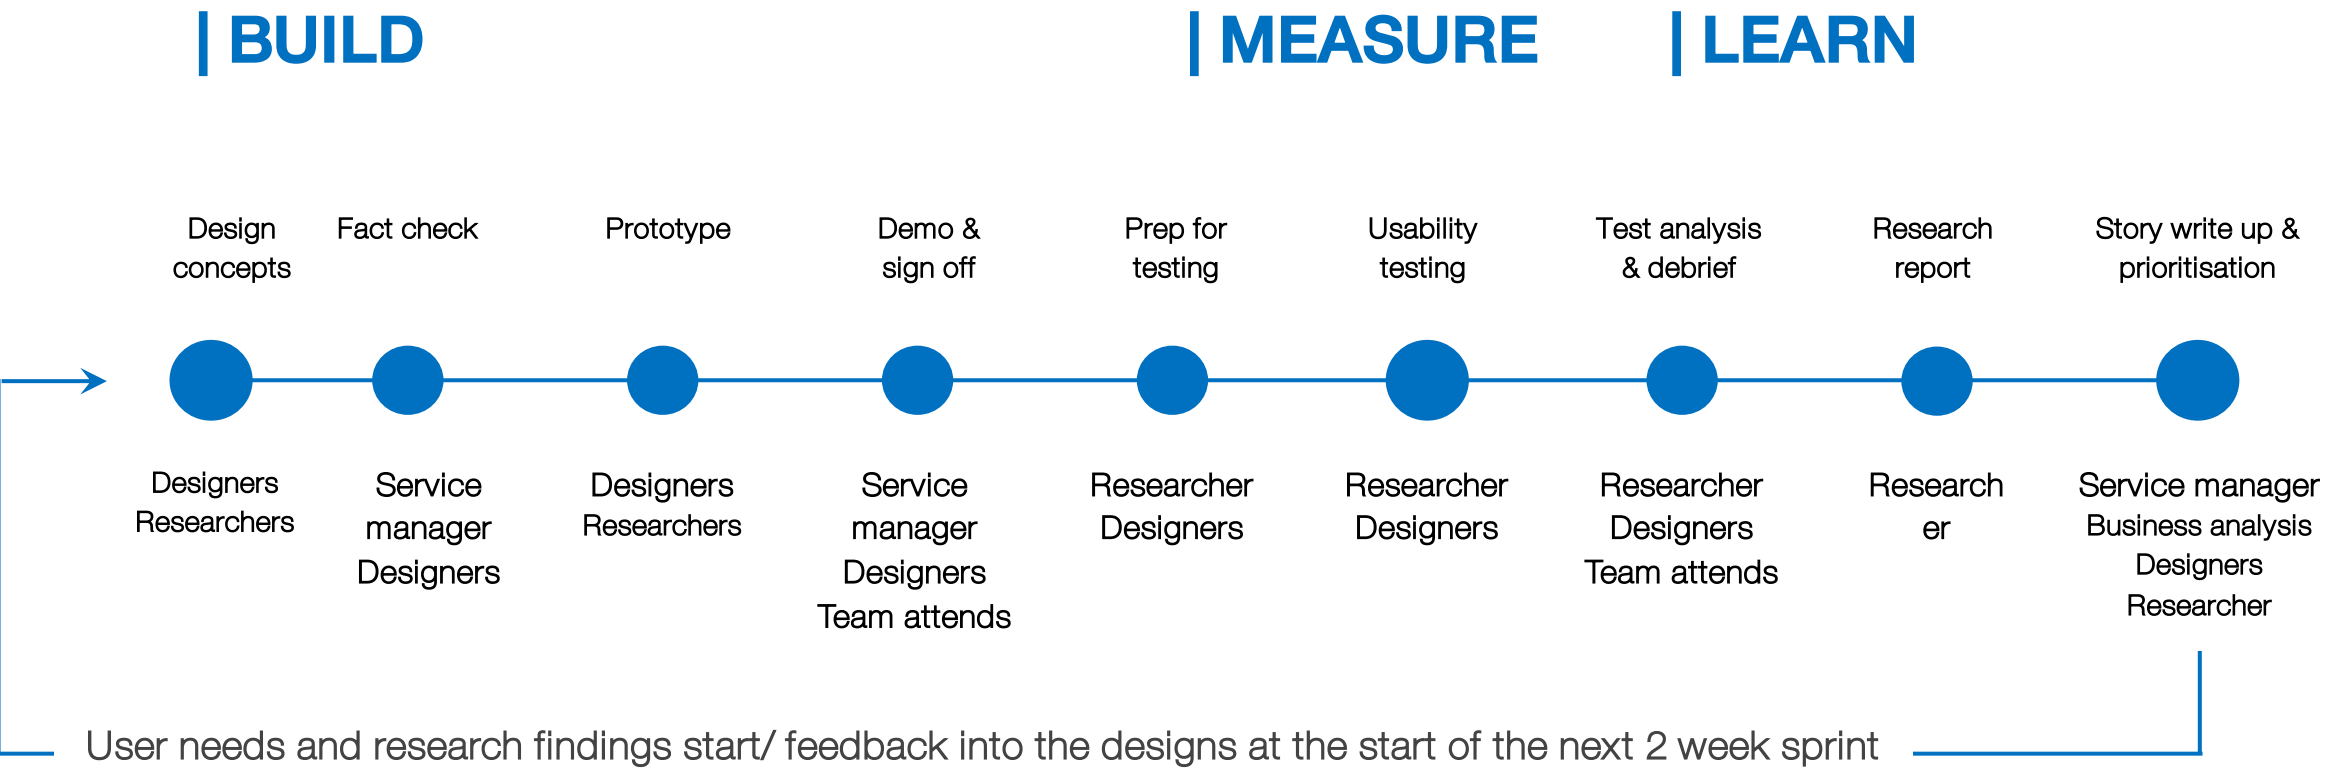 | BUILD
| MEASURE
| LEARN
Design
concepts
Fact check
Prototype
Demo &
sign off
Prep for
testing
Usability
testing
Test analysis
& debrief
Research
report
Story write up &
prioritisation
Designers
Researchers
Service
manager
Designers
Designers
Researchers
Service
manager
Designers
Team attends
Researcher
Designers
Researcher
Designers
Researcher
Designers
Team attends
Research
er
Service manager
Business analysis
Designers
Researcher
User needs and research findings start/ feedback into the designs at the start of the next 2 week sprint